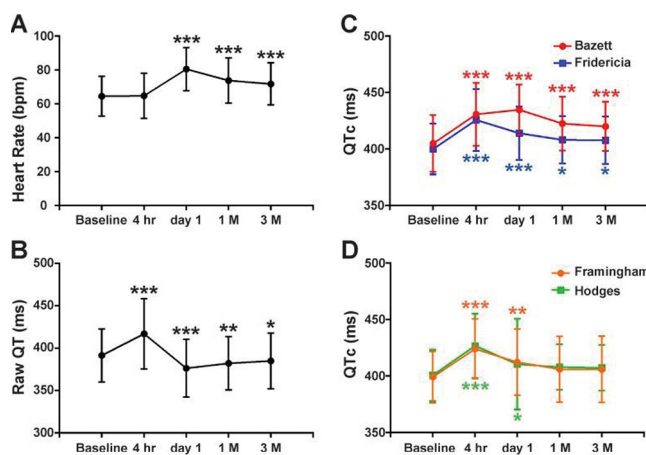 A
Heart Rate (bpm)
100
80
60
40
20
0
***
***
***
Baseline 4 hr day 1 1 M 3 M
B
Raw QT (ms)
500
450
400
350
300
***
***
**
*
Baseline 4 hr day 1 1 M 3 M
C
QTc (ms)
500
450
400
350
Bazett
Fridericia
***
***
***
***
***
***
*
*
Baseline 4 hr day 1 1 M 3 M
D
QTc (ms)
500
450
400
350
Framingham
Hodges
***
**
***
*
Baseline 4 hr day 1 1 M 3 M